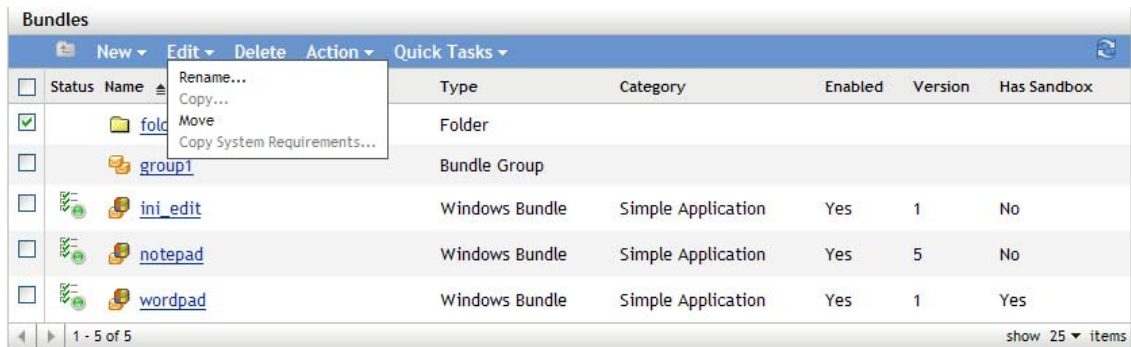 Bundles
New Edit Delete Action Quick Tasks
Status Name Type Category Enabled Version Has Sandbox
Rename...
Copy...
Move
Copy System Requirements...
Folder
group1 Bundle Group
ini_edit Windows Bundle Simple Application Yes 1 No
notepad Windows Bundle Simple Application Yes 5 No
wordpad Windows Bundle Simple Application Yes 1 Yes
1 - 5 of 5 show 25 items